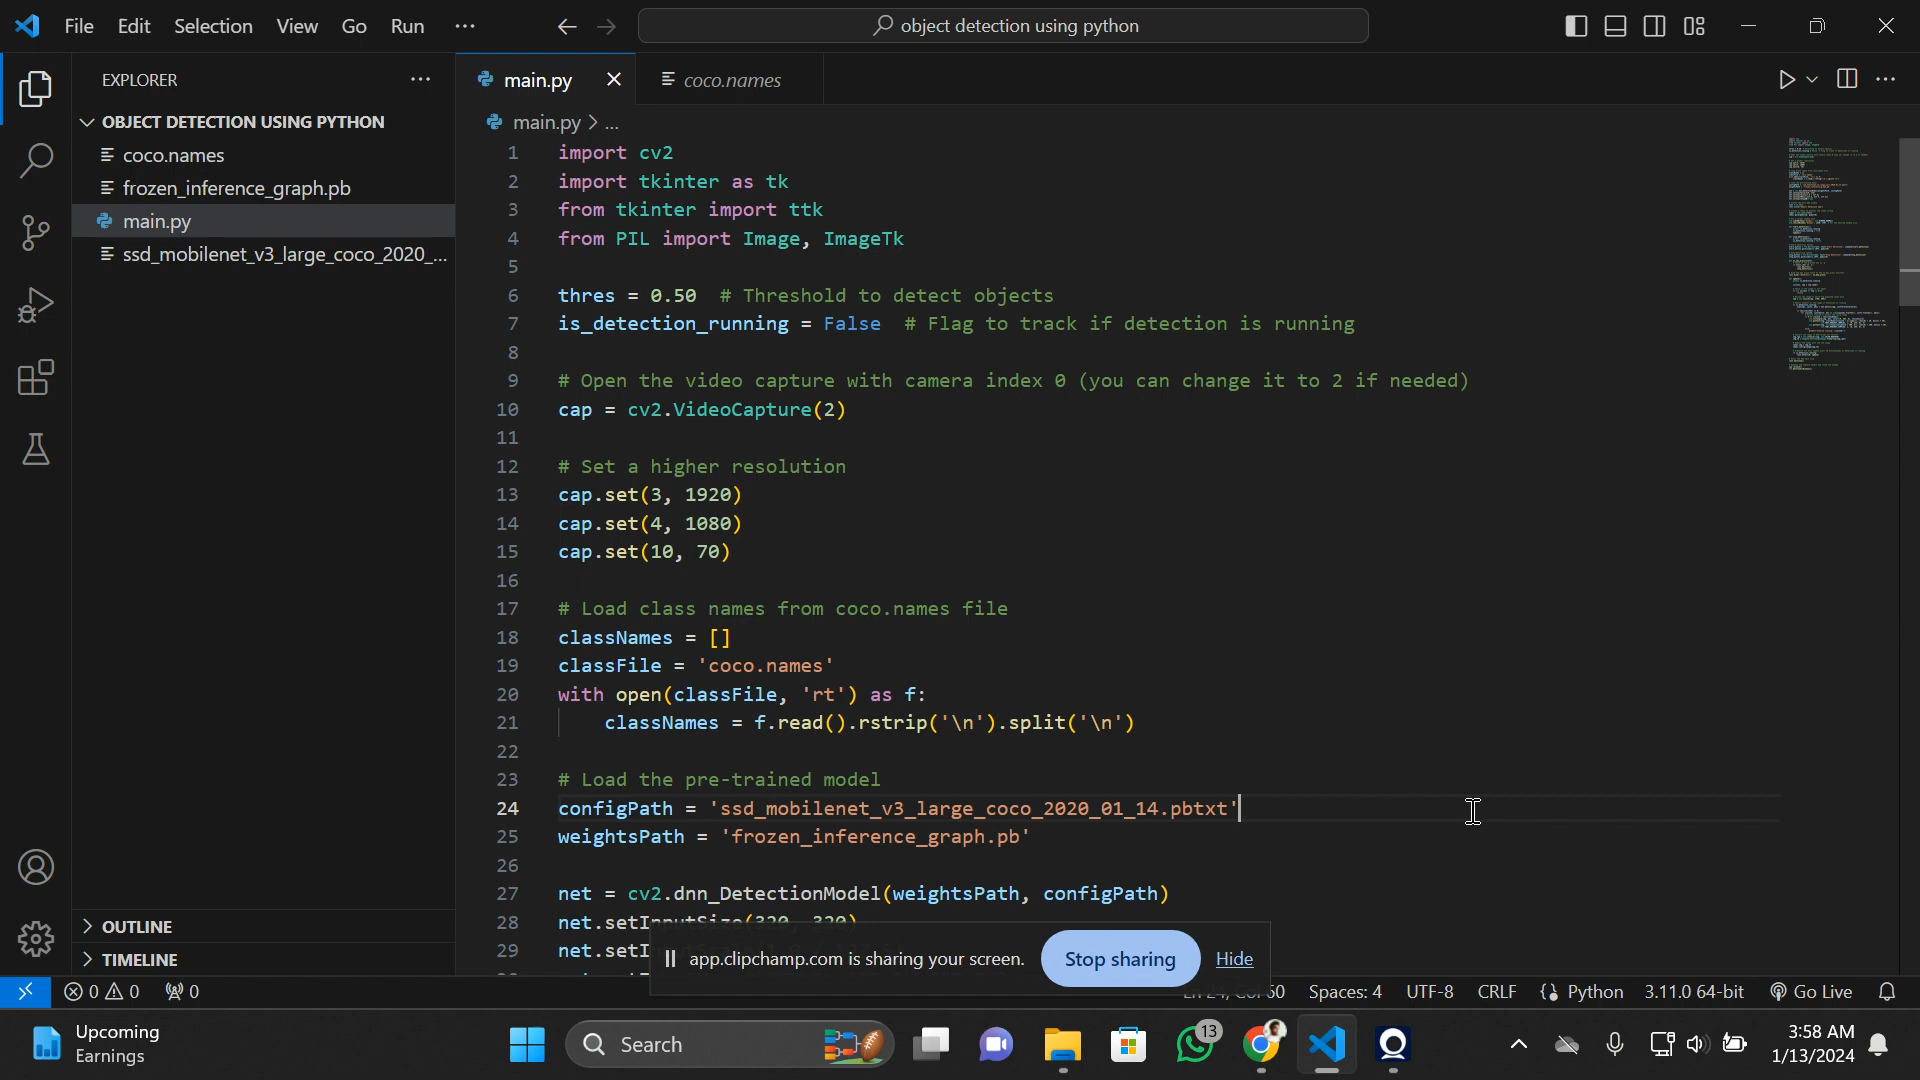 File Edit Selection View Go Run ... object detection using python
EXPLORER ...
OBJECT DETECTION USING PYTHON
coco.names
frozen_inference_graph.pb
main.py
ssd_mobilenet_v3_large_coco_2020_...
OUTLINE
TIMELINE
main.py coco.names
main.py > ...
1 import cv2
2 import tkinter as tk
3 from tkinter import ttk
4 from PIL import Image, ImageTk
5
6 thres = 0.50 # Threshold to detect objects
7 is_detection_running = False # Flag to track if detection is running
8
9 # Open the video capture with camera index 0 (you can change it to 2 if needed)
10 cap = cv2.VideoCapture(2)
11
12 # Set a higher resolution
13 cap.set(3, 1920)
14 cap.set(4, 1080)
15 cap.set(10, 70)
16
17 # Load class names from coco.names file
18 classNames = []
19 classFile = 'coco.names'
20 with open(classFile, 'rt') as f:
21 classNames = f.read().rstrip('\n').split('\n')
22
23 # Load the pre-trained model
24 configPath = 'ssd_mobilenet_v3_large_coco_2020_01_14.pbtxt'
25 weightsPath = 'frozen_inference_graph.pb'
26
27 net = cv2.dnn_DetectionModel(weightsPath, configPath)
28 net.setInputSize(320, 320)
29
app.clipchamp.com is sharing your screen. Stop sharing Hide
0 0 0 Spaces: 4 UTF-8 CRLF Python 3.11.0 64-bit Go Live
Upcoming
Earnings
Search
13
3:58 AM
1/13/2024